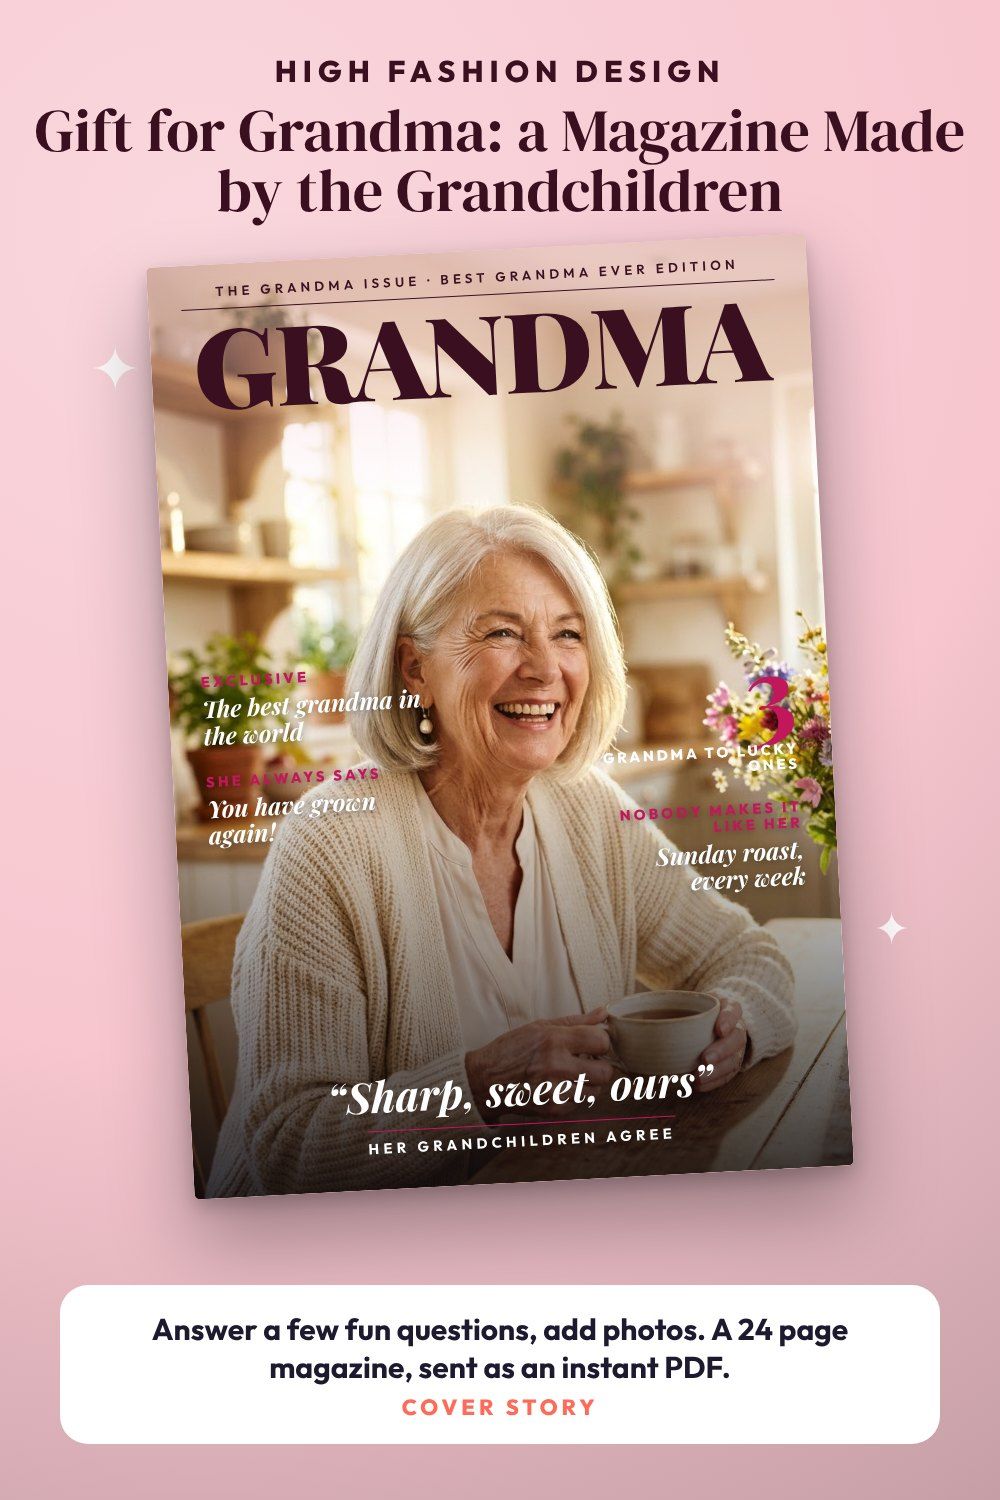 HIGH FASHION DESIGN
Gift for Grandma: a Magazine Made
by the Grandchildren
THE GRANDMA ISSUE · BEST GRANDMA EVER EDITION
GRANDMA
EXCLUSIVE
The best grandma in
the world
SHE ALWAYS SAYS
You have grown
again!
3
GRANDMA TO LUCKY
ONES
NOBODY MAKES IT
LIKE HER
Sunday roast,
every week
“Sharp, sweet, ours”
HER GRANDCHILDREN AGREE
Answer a few fun questions, add photos. A 24 page
magazine, sent as an instant PDF.
COVER STORY